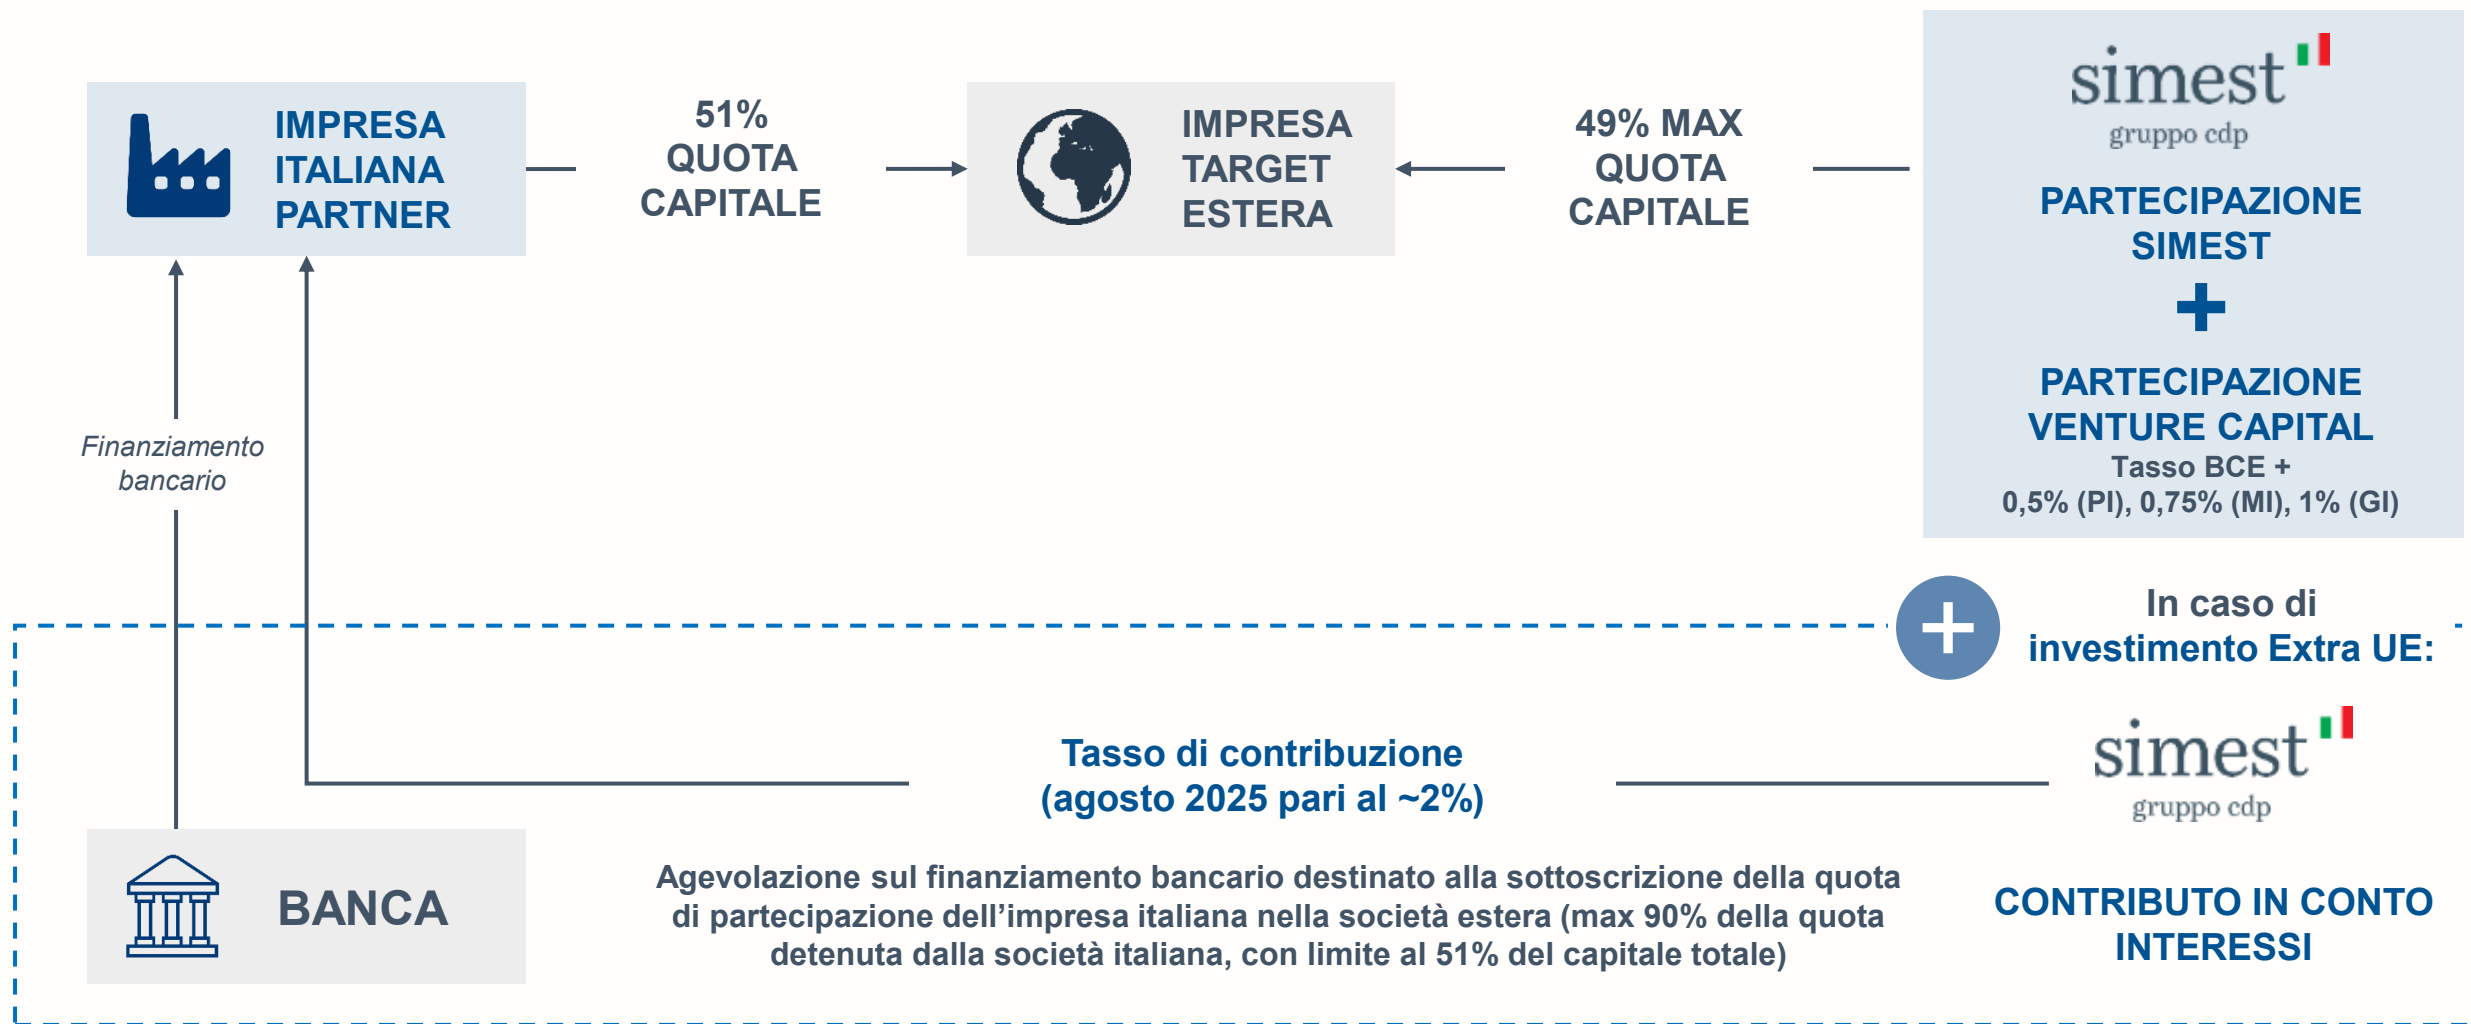 IMPRESA
ITALIANA
PARTNER
51%
QUOTA
CAPITALE
IMPRESA
TARGET
ESTERA
49% MAX
QUOTA
CAPITALE
simest
gruppo cdp
PARTECIPAZIONE
SIMEST
+
PARTECIPAZIONE
VENTURE CAPITAL
Tasso BCE +
0,5% (PI), 0,75% (MI), 1% (GI)
Finanziamento
bancario
+
In caso di
investimento Extra UE:
Tasso di contribuzione
(agosto 2025 pari al ~2%)
simest
gruppo cdp
BANCA
Agevolazione sul finanziamento bancario destinato alla sottoscrizione della quota
di partecipazione dell’impresa italiana nella società estera (max 90% della quota
detenuta dalla società italiana, con limite al 51% del capitale totale)
CONTRIBUTO IN CONTO
INTERESSI